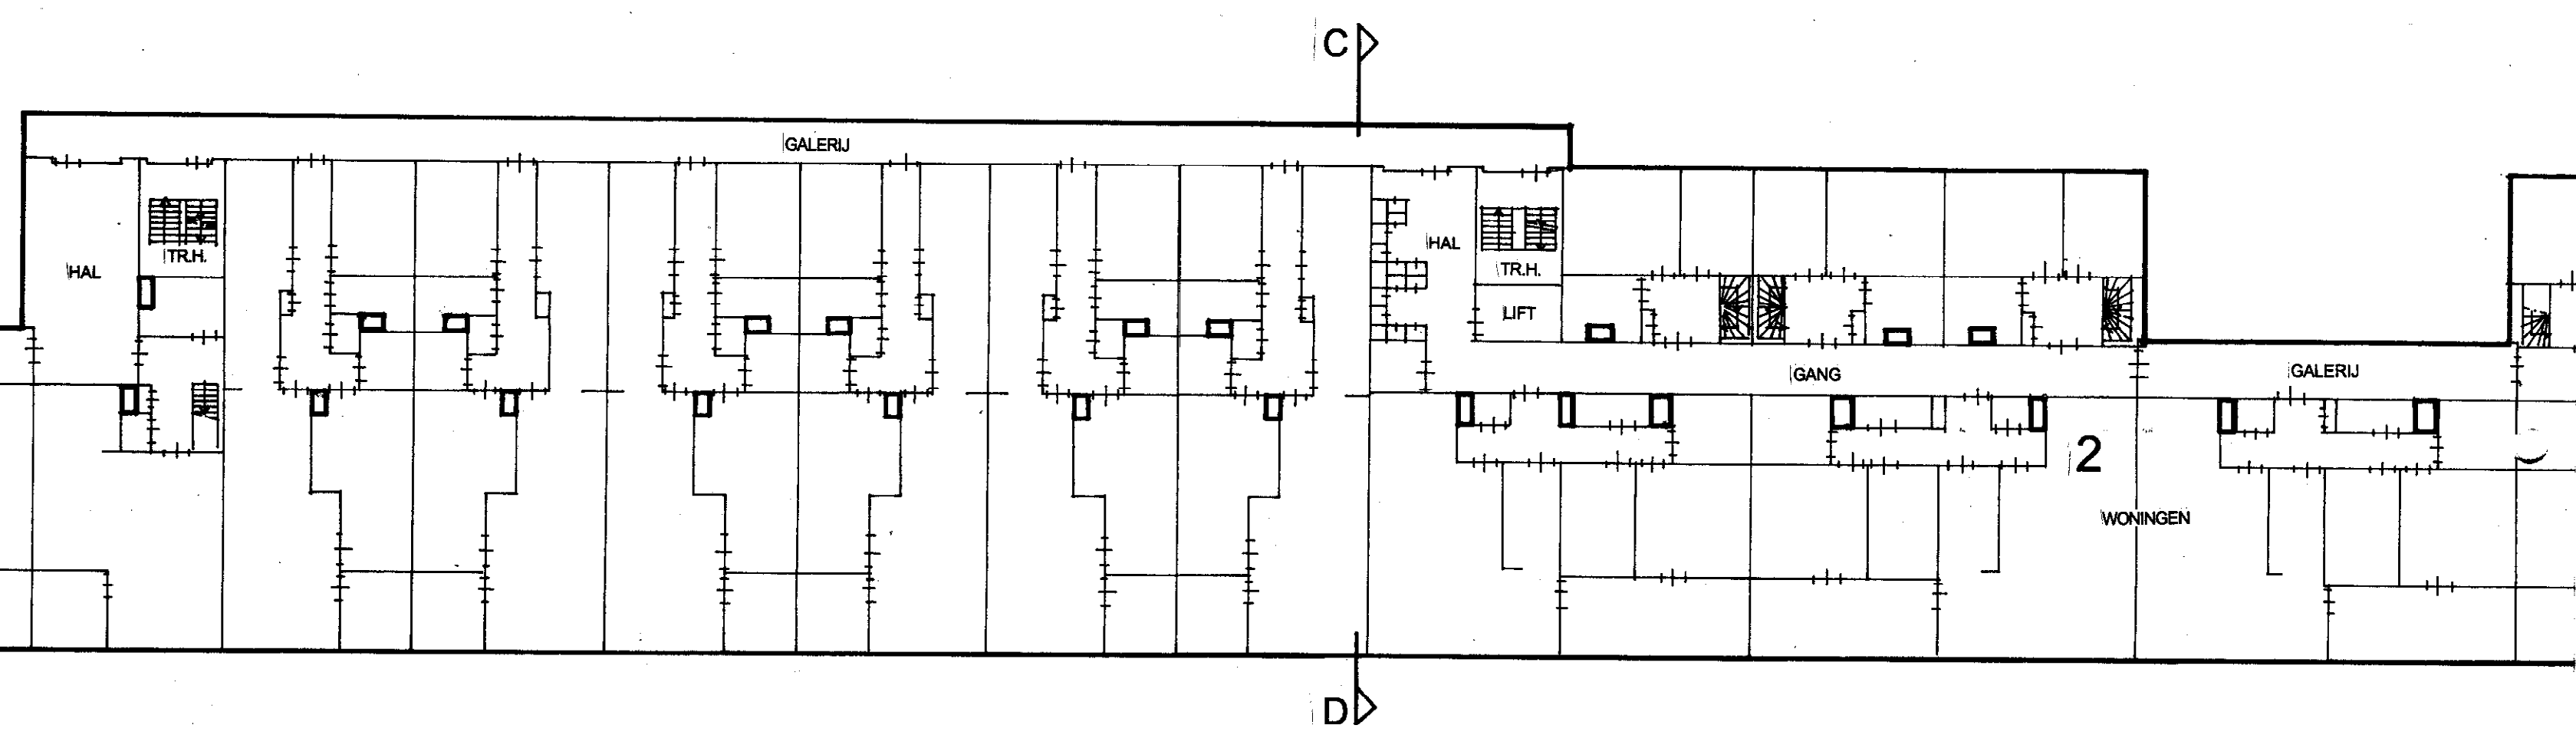 C
GALERIJ
HAL
TR.H.
HAL
TR.H.
LIFT
GANG
GALERIJ
2
WONINGEN
D